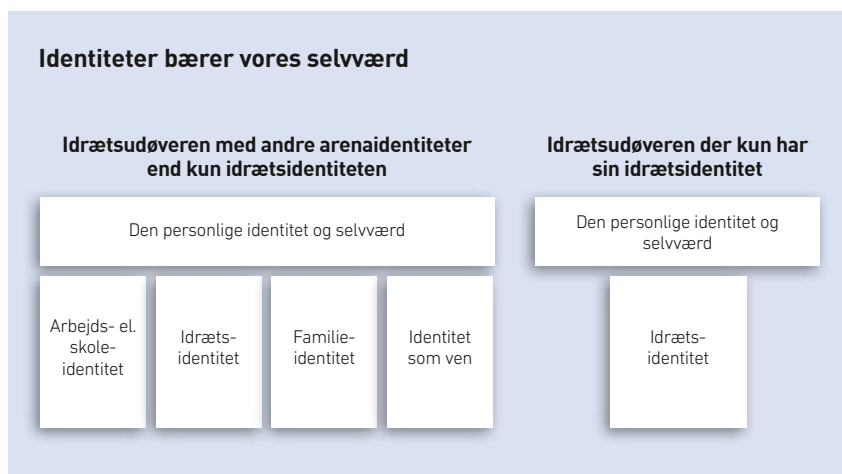 Identiteter bærer vores selvværd
Idrætsudøveren med andre arenaidentiteter
end kun idrætsidentiteten
Den personlige identitet og selvværd
Arbejds- el.
skole-
identitet
Idræts-
identitet
Familie-
identitet
Identitet
som ven
Idrætsudøveren der kun har
sin idrætsidentitet
Den personlige identitet og
selvværd
Idræts-
identitet